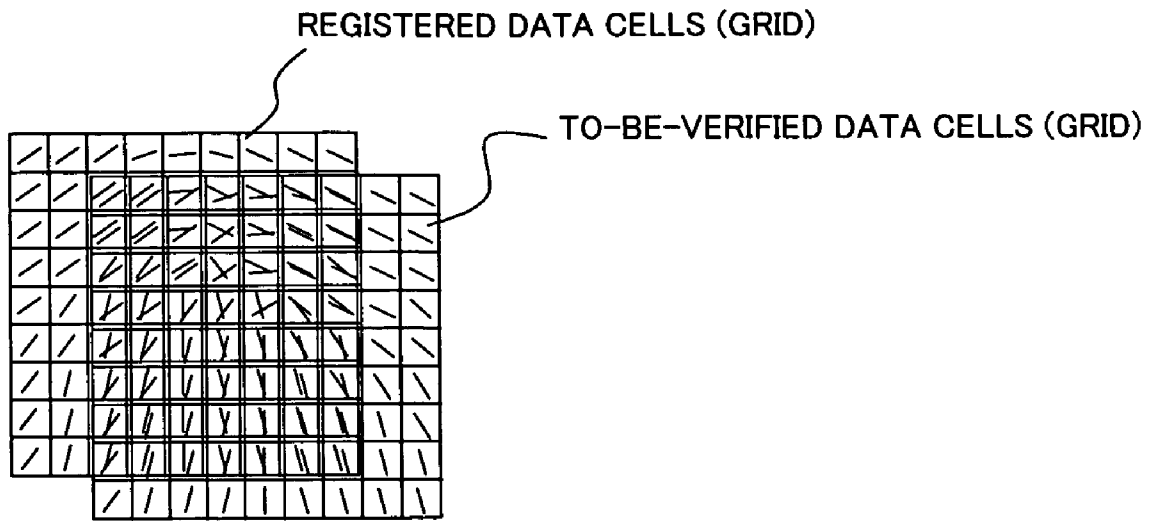 REGISTERED DATA CELLS (GRID)
TO-BE-VERIFIED DATA CELLS (GRID)